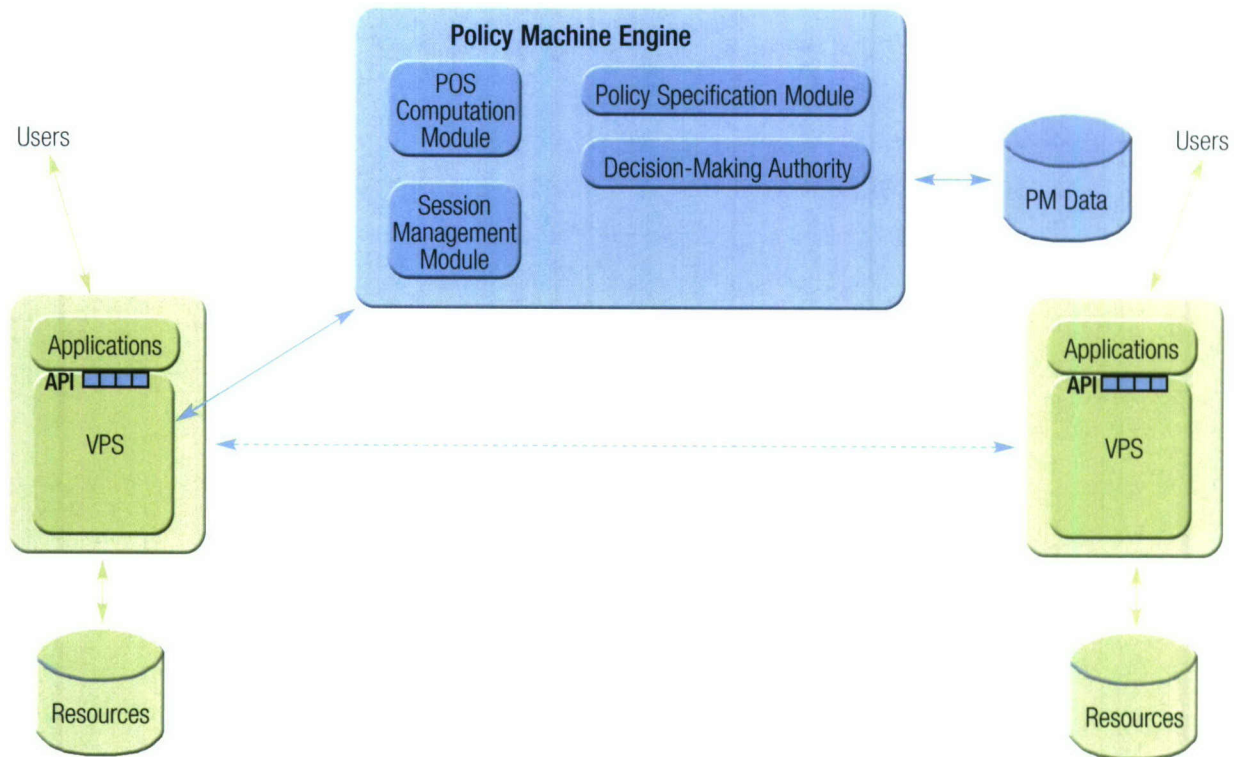 Policy Machine Engine
POS
Computation
Module
Policy Specification Module
Decision-Making Authority
Session
Management
Module
PM Data
Users
Users
Applications
API
VPS
Resources
Applications
API
VPS
Resources